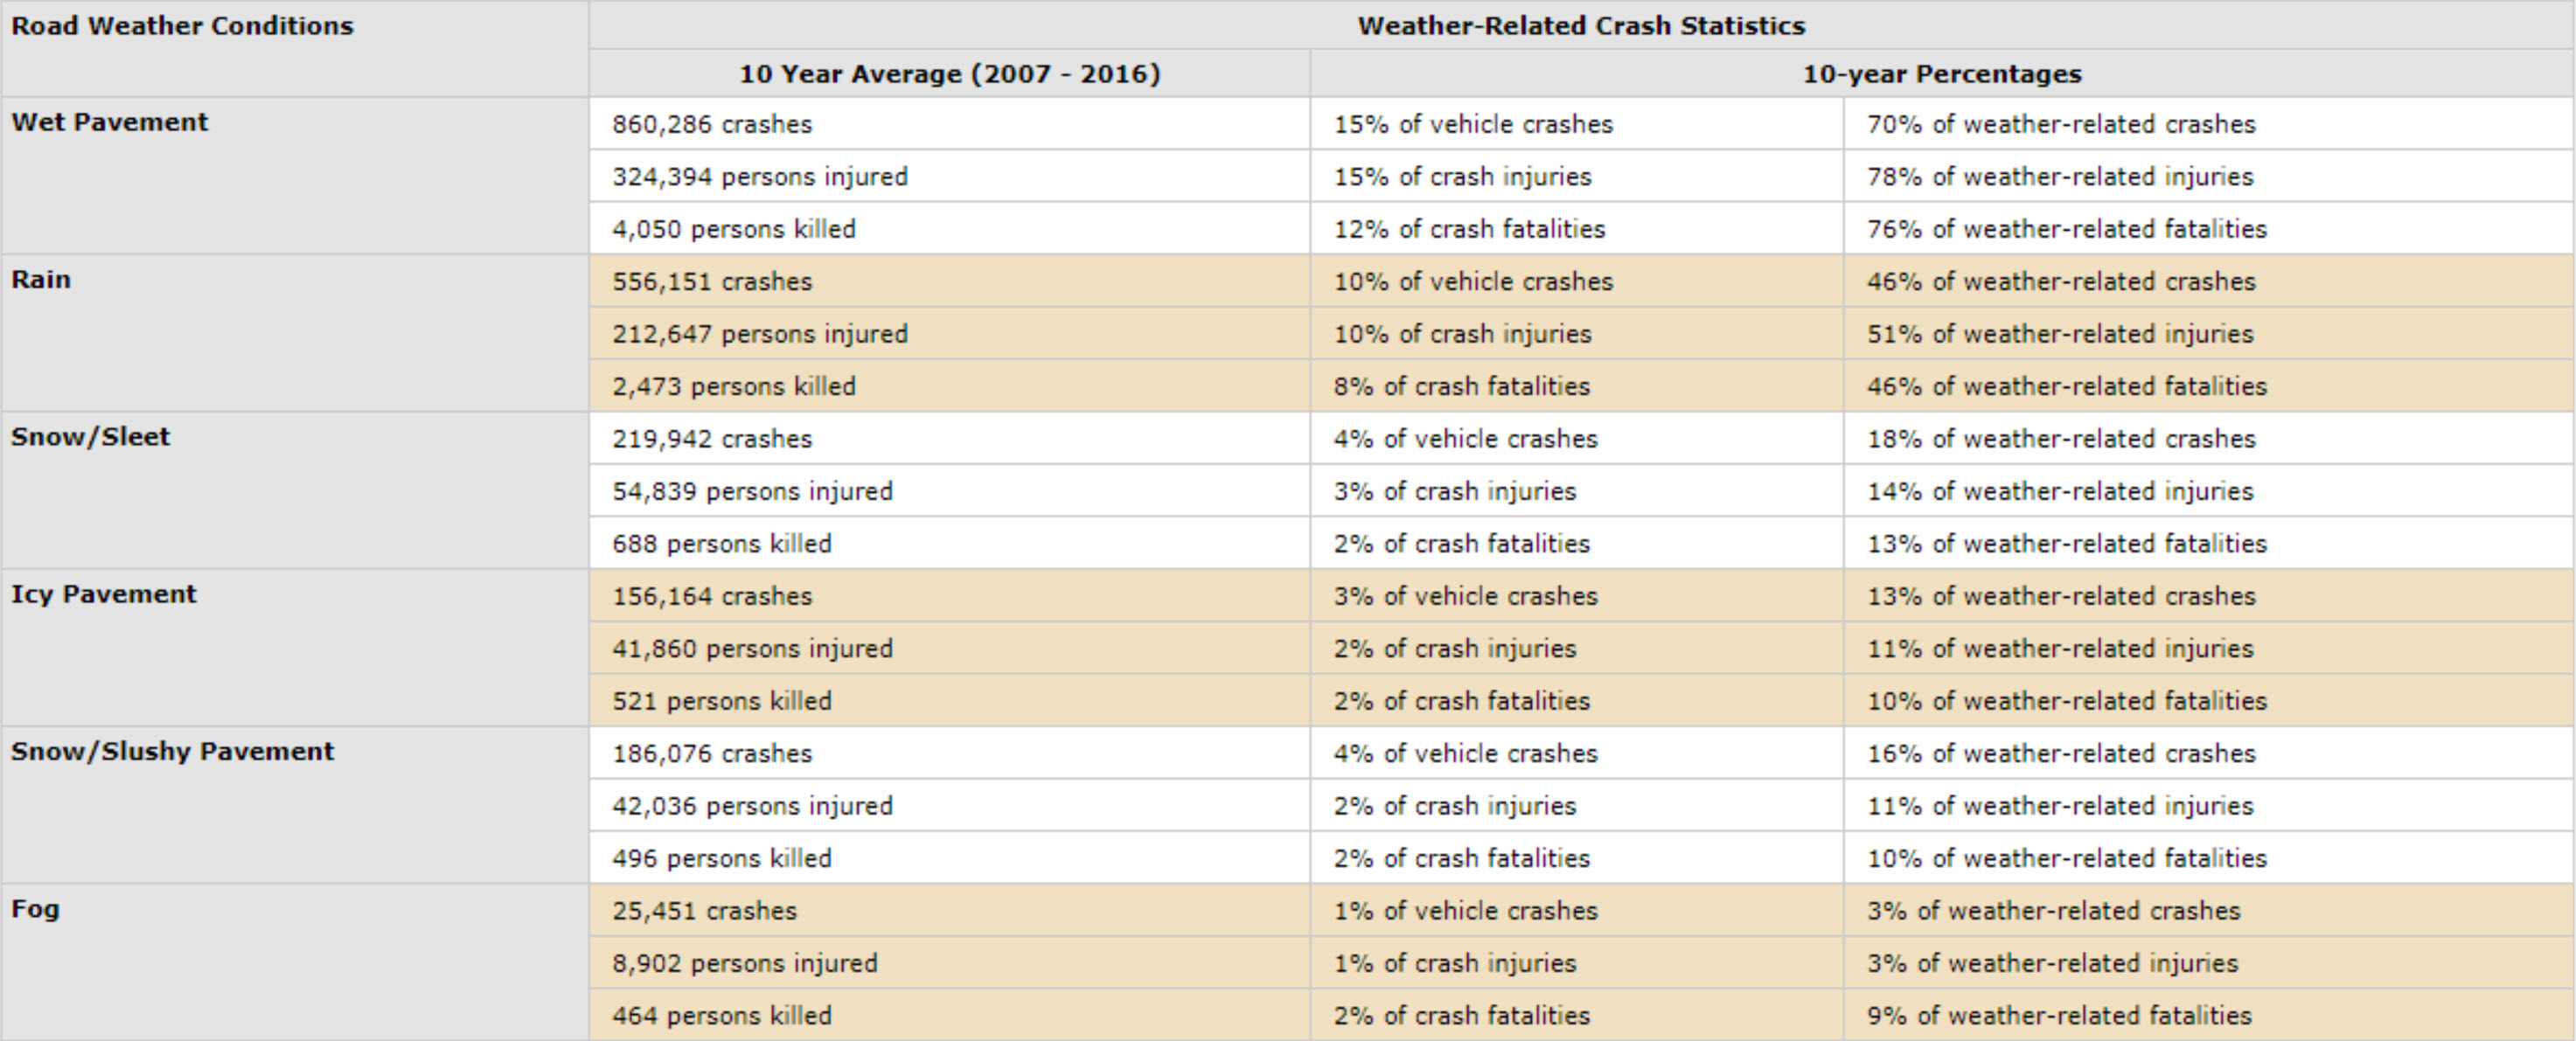 Road Weather Conditions
Weather-Related Crash Statistics
10 Year Average (2007 - 2016)
10-year Percentages
Wet Pavement
860,286 crashes
15% of vehicle crashes
70% of weather-related crashes
324,394 persons injured
15% of crash injuries
78% of weather-related injuries
4,050 persons killed
12% of crash fatalities
76% of weather-related fatalities
Rain
556,151 crashes
10% of vehicle crashes
46% of weather-related crashes
212,647 persons injured
10% of crash injuries
51% of weather-related injuries
2,473 persons killed
8% of crash fatalities
46% of weather-related fatalities
Snow/Sleet
219,942 crashes
4% of vehicle crashes
18% of weather-related crashes
54,839 persons injured
3% of crash injuries
14% of weather-related injuries
688 persons killed
2% of crash fatalities
13% of weather-related fatalities
Icy Pavement
156,164 crashes
3% of vehicle crashes
13% of weather-related crashes
41,860 persons injured
2% of crash injuries
11% of weather-related injuries
521 persons killed
2% of crash fatalities
10% of weather-related fatalities
Snow/Slushy Pavement
186,076 crashes
4% of vehicle crashes
16% of weather-related crashes
42,036 persons injured
2% of crash injuries
11% of weather-related injuries
496 persons killed
2% of crash fatalities
10% of weather-related fatalities
Fog
25,451 crashes
1% of vehicle crashes
3% of weather-related crashes
8,902 persons injured
1% of crash injuries
3% of weather-related injuries
464 persons killed
2% of crash fatalities
9% of weather-related fatalities